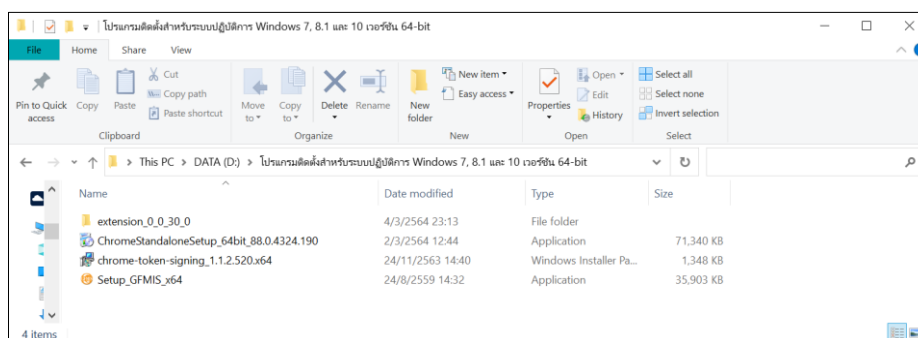 โปรแกรมติดตั้งสำหรับระบบปฏิบัติการ Windows 7, 8.1 และ 10 เวอร์ชัน 64-bit
File Home Share View
Pin to Quick access
Copy
Paste
Cut
Copy path
Paste shortcut
Move to
Copy to
Delete
Rename
New folder
New item
Easy access
Properties
Open
Edit
History
Select all
Select none
Invert selection
Clipboard Organize New Open Select
This PC > DATA (D:) > โปรแกรมติดตั้งสำหรับระบบปฏิบัติการ Windows 7, 8.1 และ 10 เวอร์ชัน 64-bit
Name Date modified Type Size
extension_0_0_30_0 4/3/2564 23:13 File folder
ChromeStandaloneSetup_64bit_88.0.4324.190 2/3/2564 12:44 Application 71,340 KB
chrome-token-signing_1.1.2.520.x64 24/11/2563 14:40 Windows Installer Pa... 1,348 KB
Setup_GFMIS_x64 24/8/2559 14:32 Application 35,903 KB
4 items